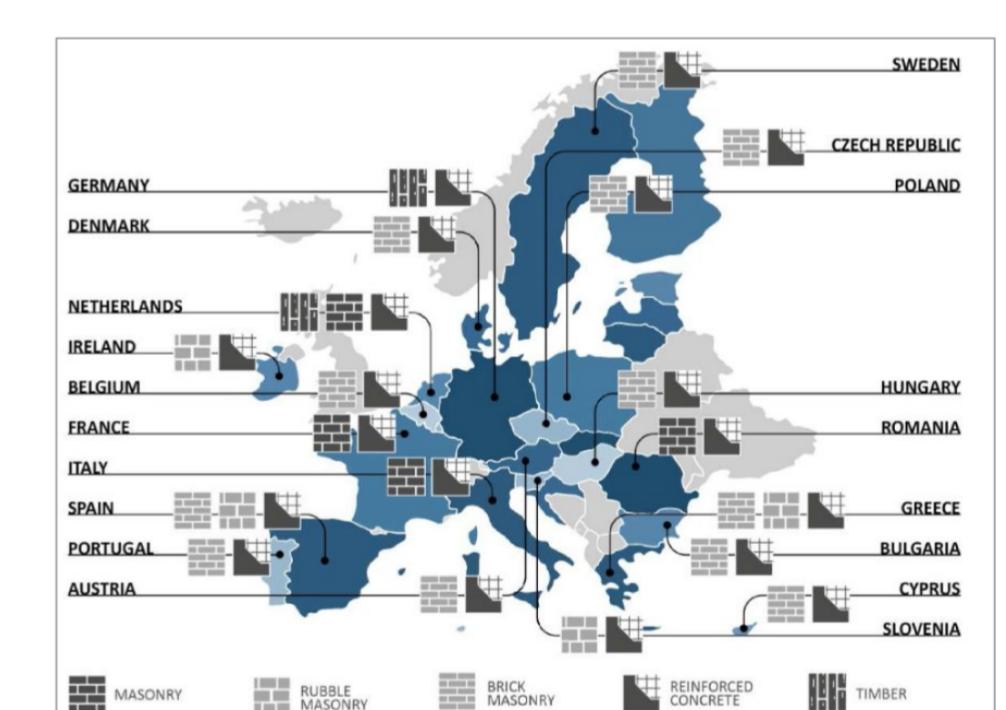 SWEDEN
CZECH REPUBLIC
GERMANY
POLAND
DENMARK
NETHERLANDS
IRELAND
BELGIUM
HUNGARY
FRANCE
ROMANIA
ITALY
SPAIN
GREECE
PORTUGAL
BULGARIA
AUSTRIA
CYPRUS
SLOVENIA
MASONRY
RUBBLE
MASONRY
BRICK
MASONRY
REINFORCED
CONCRETE
TIMBER